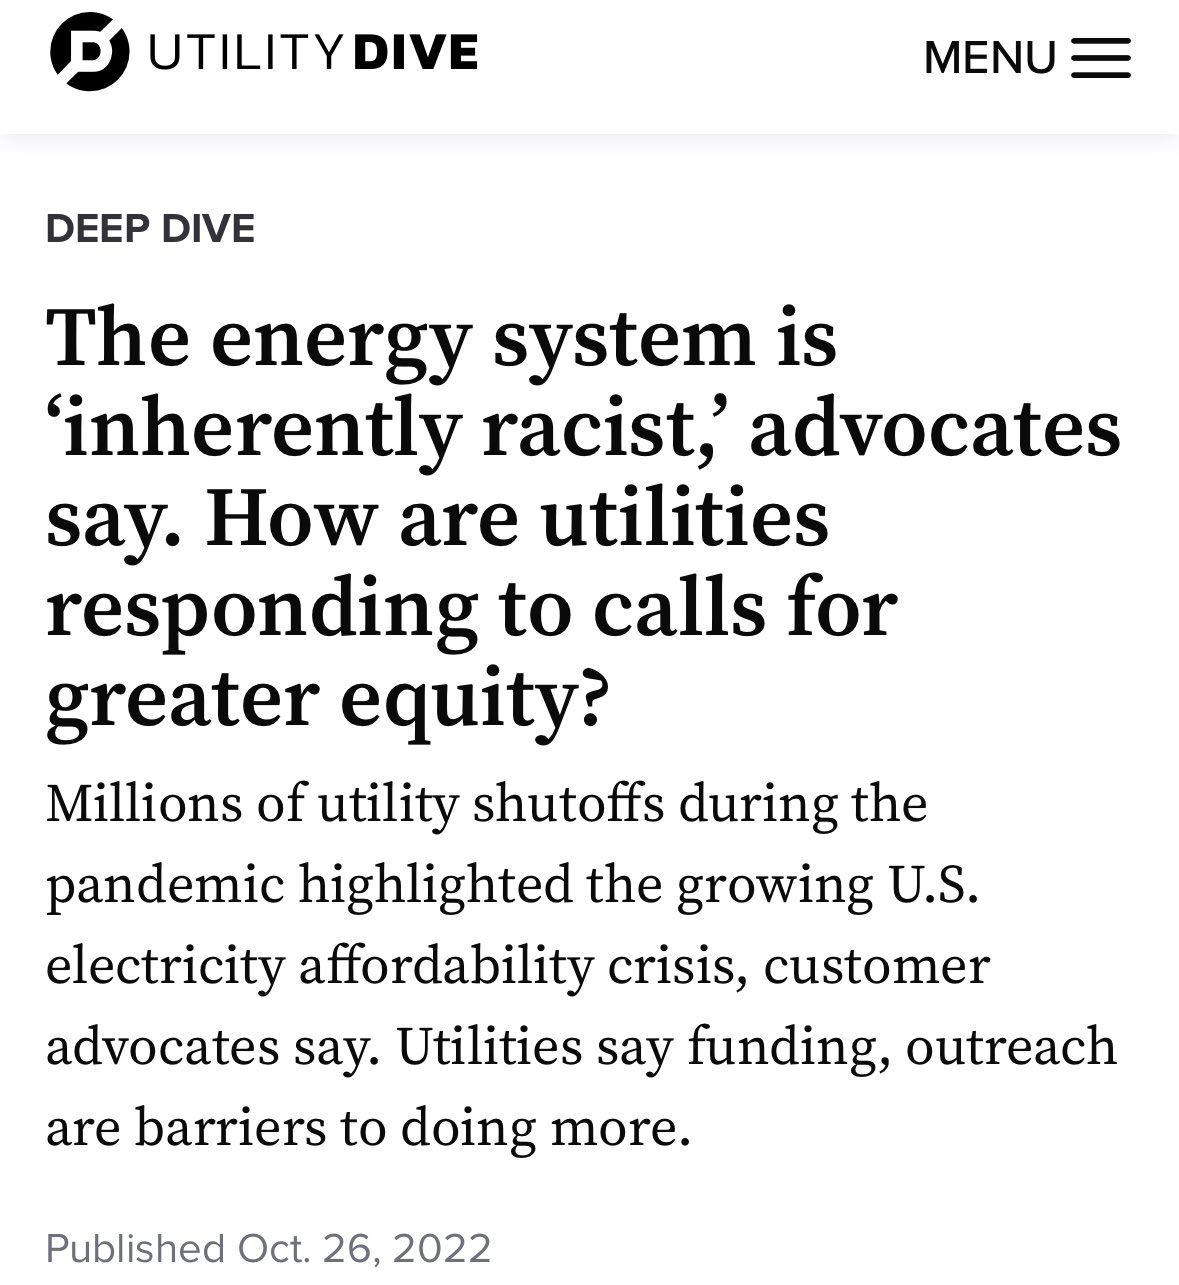 UTILITY DIVE
MENU
DEEP DIVE
The energy system is
‘inherently racist,’ advocates
say. How are utilities
responding to calls for
greater equity?
Millions of utility shutoffs during the
pandemic highlighted the growing U.S.
electricity affordability crisis, customer
advocates say. Utilities say funding, outreach
are barriers to doing more.
Published Oct. 26, 2022